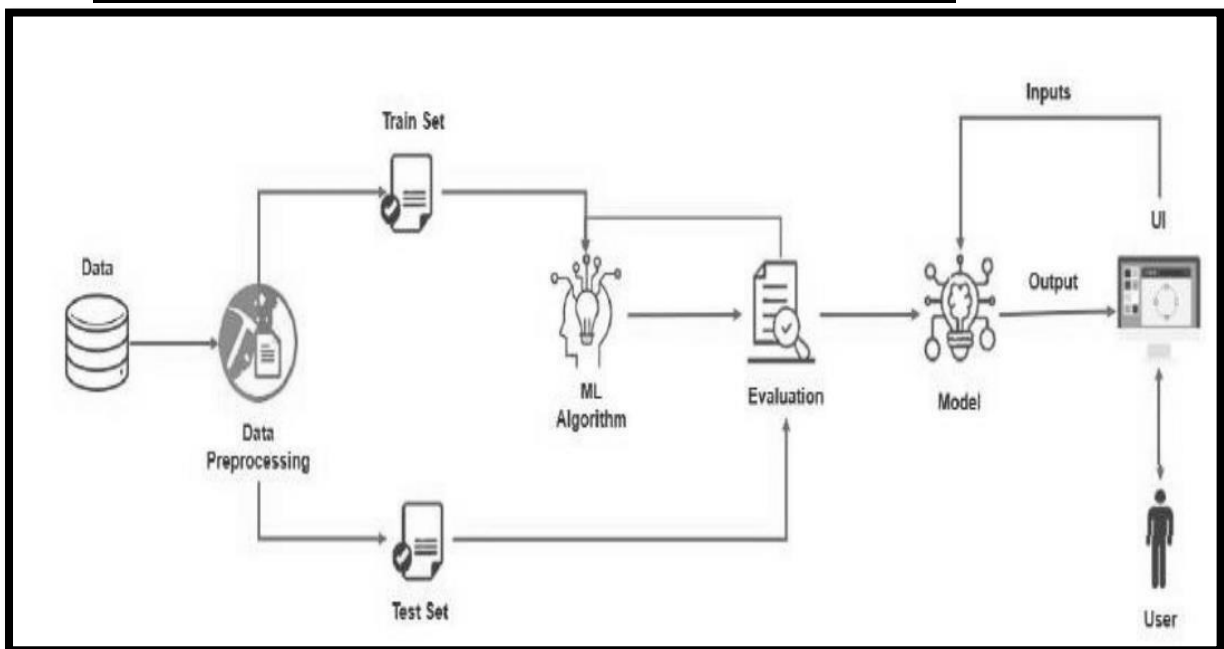 Inputs
Train Set
UI
Data
Output
ML
Algorithm
Evaluation
Model
Data
Preprocessing
Test Set
User